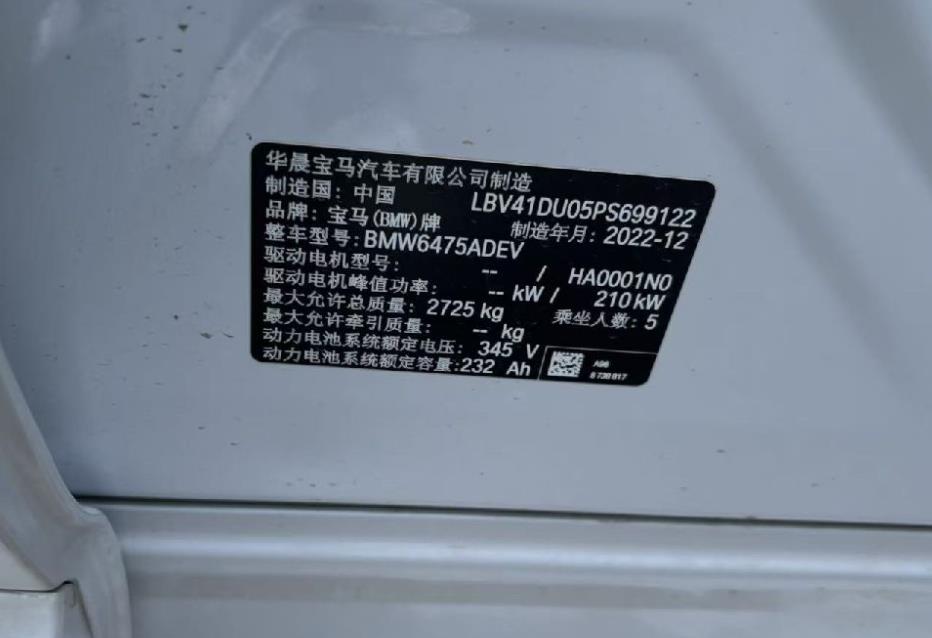 华晨宝马汽车有限公司制造
制造国：中国 LBV41DU05PS699122
品牌：宝马(BMW)牌 制造年月：2022-12
整车型号：BMW6475ADEV
驱动电机型号： -- / HA0001N0
驱动电机峰值功率： -- kW / 210 kW
最大允许总质量：2725 kg 乘坐人数：5
最大允许牵引质量： -- kg
动力电池系统额定电压：345 V
动力电池系统额定容量:232 Ah
A96
8 738 817